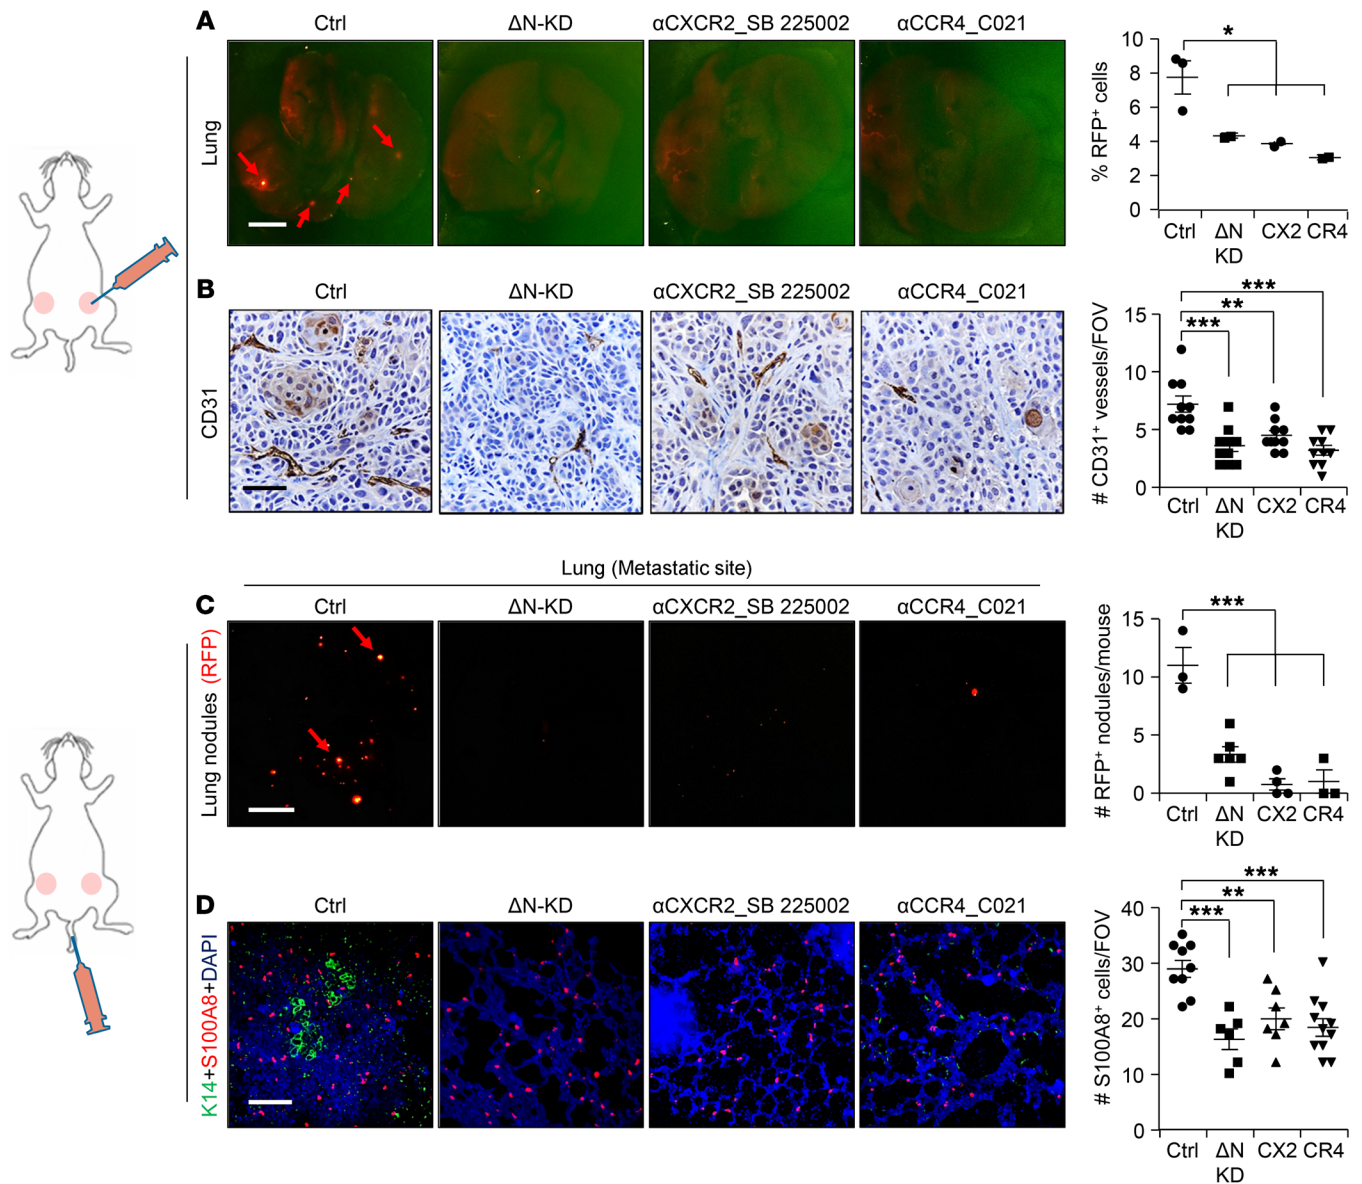 A
Ctrl
ΔN-KD
αCXCR2_SB 225002
αCCR4_C021
Lung
% RFP+ cells
10
8
6
4
2
0
*
Ctrl
ΔN
KD
CX2
CR4
B
Ctrl
ΔN-KD
αCXCR2_SB 225002
αCCR4_C021
CD31
# CD31+ vessels/FOV
15
10
5
0
***
**
***
Ctrl
ΔN
KD
CX2
CR4
Lung (Metastatic site)
C
Ctrl
ΔN-KD
αCXCR2_SB 225002
αCCR4_C021
Lung nodules (RFP)
# RFP+ nodules/mouse
15
10
5
0
***
Ctrl
ΔN
KD
CX2
CR4
D
Ctrl
ΔN-KD
αCXCR2_SB 225002
αCCR4_C021
K14+S100A8+DAPI
# S100A8+ cells/FOV
40
30
20
10
0
***
**
***
Ctrl
ΔN
KD
CX2
CR4